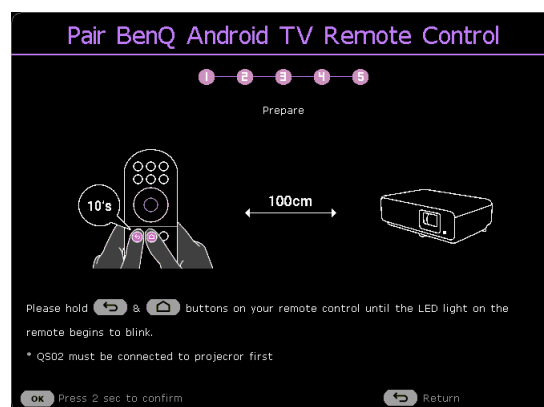 Pair BenQ Android TV Remote Control
1 2 3 4 5
Prepare
10's
100cm
Please hold & buttons on your remote control until the LED light on the
remote begins to blink.
* QS02 must be connected to projecror first
OK Press 2 sec to confirm
Return